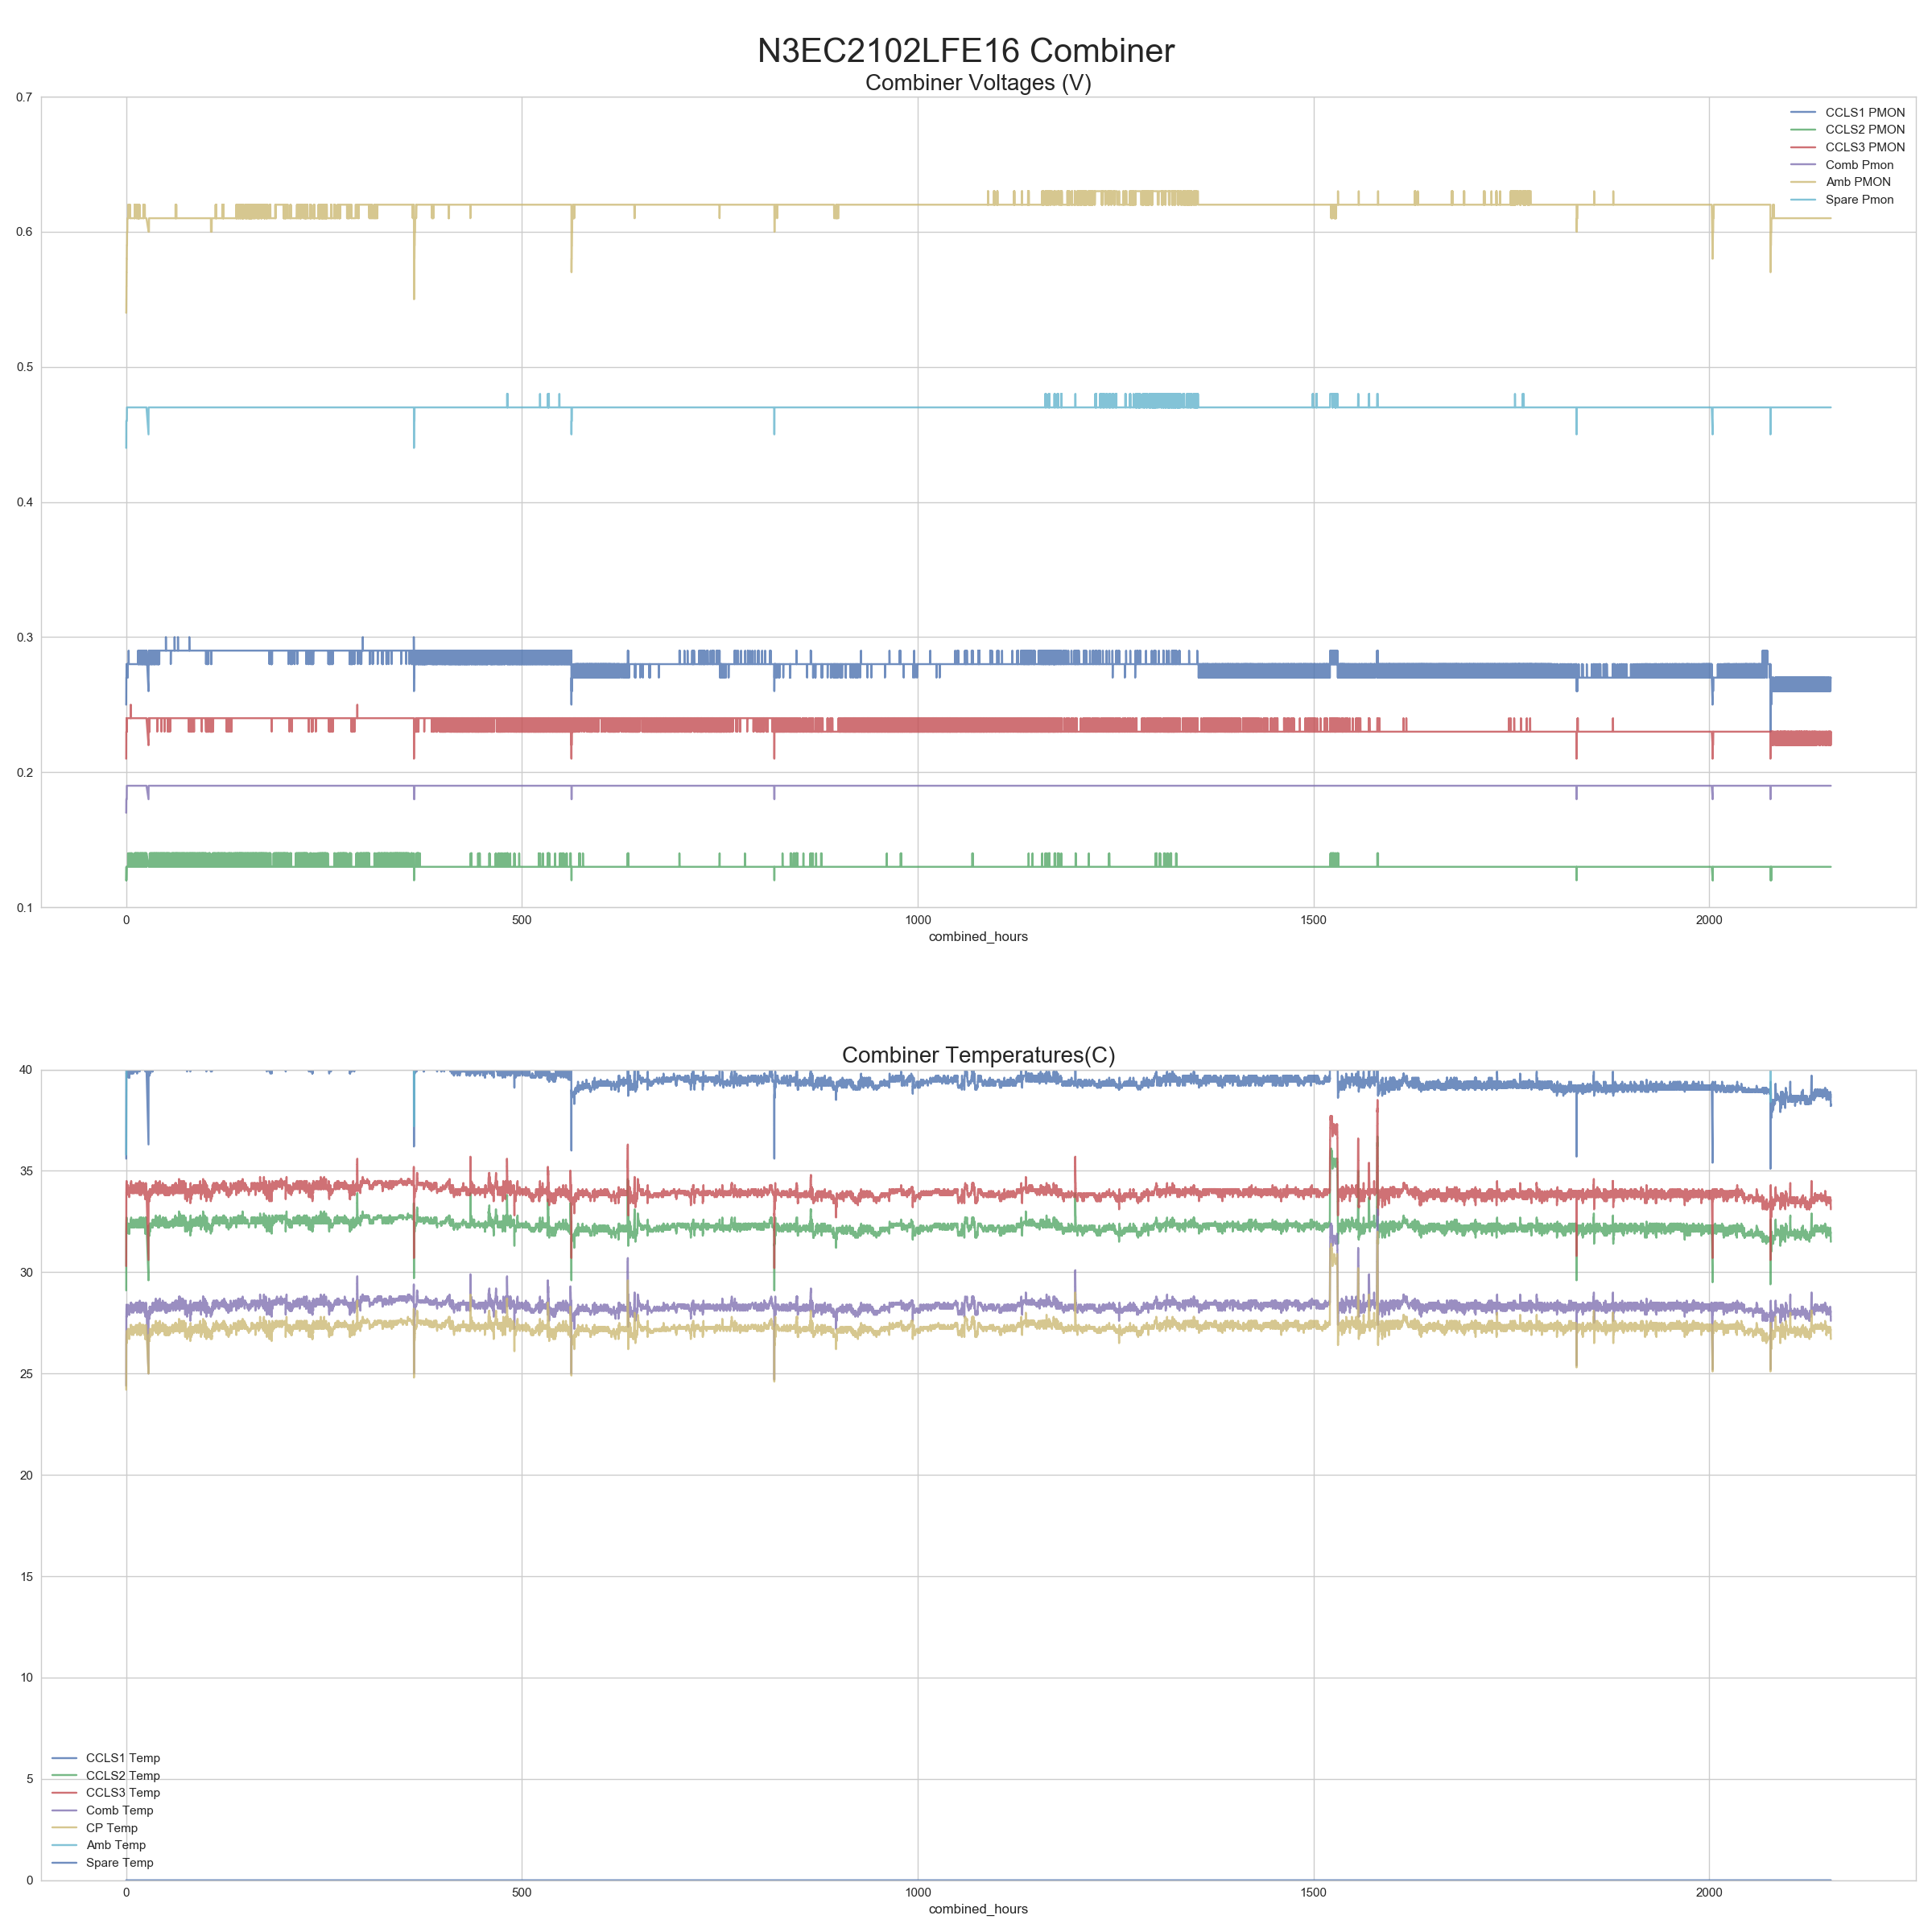 N3EC2102LFE16 Combiner
Combiner Voltages (V)
0.7
0.6
0.5
0.4
0.3
0.2
0.1
CCLS1 PMON
CCLS2 PMON
CCLS3 PMON
Comb Pmon
Amb PMON
Spare Pmon
0 500 1000 1500 2000
combined_hours
Combiner Temperatures(C)
40
35
30
25
20
15
10
5
0
CCLS1 Temp
CCLS2 Temp
CCLS3 Temp
Comb Temp
CP Temp
Amb Temp
Spare Temp
0 500 1000 1500 2000
combined_hours